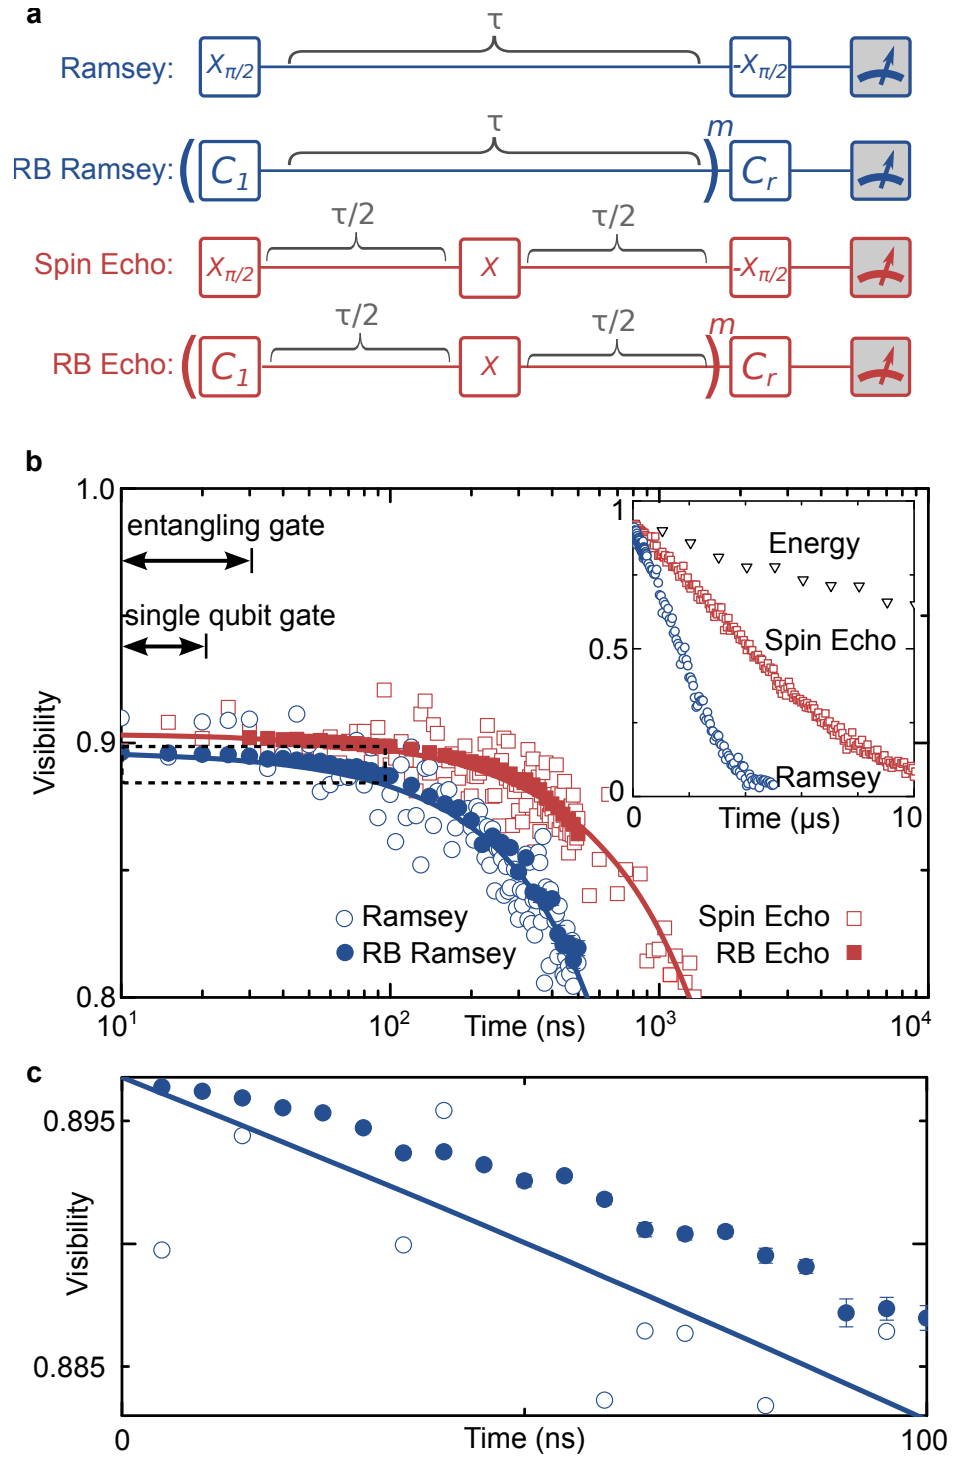 a
τ
Ramsey: Xπ/2 -Xπ/2
τ m
RB Ramsey: ( C1 ) Cr
τ/2 τ/2
Spin Echo: Xπ/2 X -Xπ/2
τ/2 τ/2 m
RB Echo: ( C1 X ) Cr
b
1.0
entangling gate
single qubit gate
0.9
0.8
Visibility
1
0.5
0
Energy
Spin Echo
Ramsey
0 Time (µs) 10
Ramsey
RB Ramsey
Spin Echo
RB Echo
10¹ 10² Time (ns) 10³ 10⁴
c
0.895
Visibility
0.885
0 Time (ns) 100